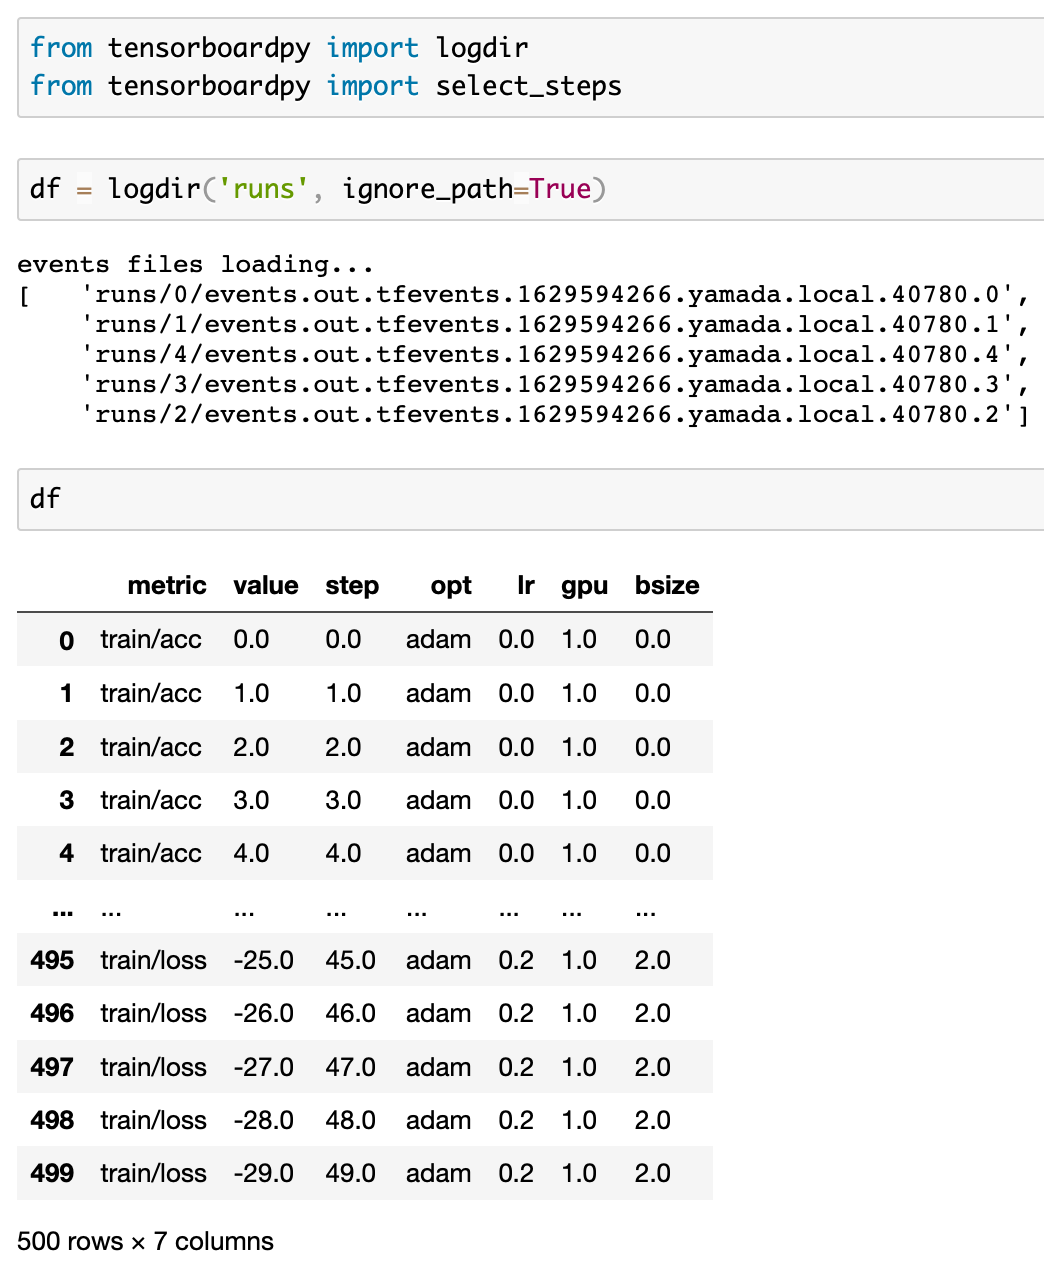 from tensorboardpy import logdir
from tensorboardpy import select_steps
df = logdir('runs', ignore_path=True)
events files loading...
[   'runs/0/events.out.tfevents.1629594266.yamada.local.40780.0',
    'runs/1/events.out.tfevents.1629594266.yamada.local.40780.1',
    'runs/4/events.out.tfevents.1629594266.yamada.local.40780.4',
    'runs/3/events.out.tfevents.1629594266.yamada.local.40780.3',
    'runs/2/events.out.tfevents.1629594266.yamada.local.40780.2']
df
metric value step opt lr gpu bsize
0 train/acc 0.0 0.0 adam 0.0 1.0 0.0
1 train/acc 1.0 1.0 adam 0.0 1.0 0.0
2 train/acc 2.0 2.0 adam 0.0 1.0 0.0
3 train/acc 3.0 3.0 adam 0.0 1.0 0.0
4 train/acc 4.0 4.0 adam 0.0 1.0 0.0
... ... ... ... ... ... ... ...
495 train/loss -25.0 45.0 adam 0.2 1.0 2.0
496 train/loss -26.0 46.0 adam 0.2 1.0 2.0
497 train/loss -27.0 47.0 adam 0.2 1.0 2.0
498 train/loss -28.0 48.0 adam 0.2 1.0 2.0
499 train/loss -29.0 49.0 adam 0.2 1.0 2.0
500 rows × 7 columns